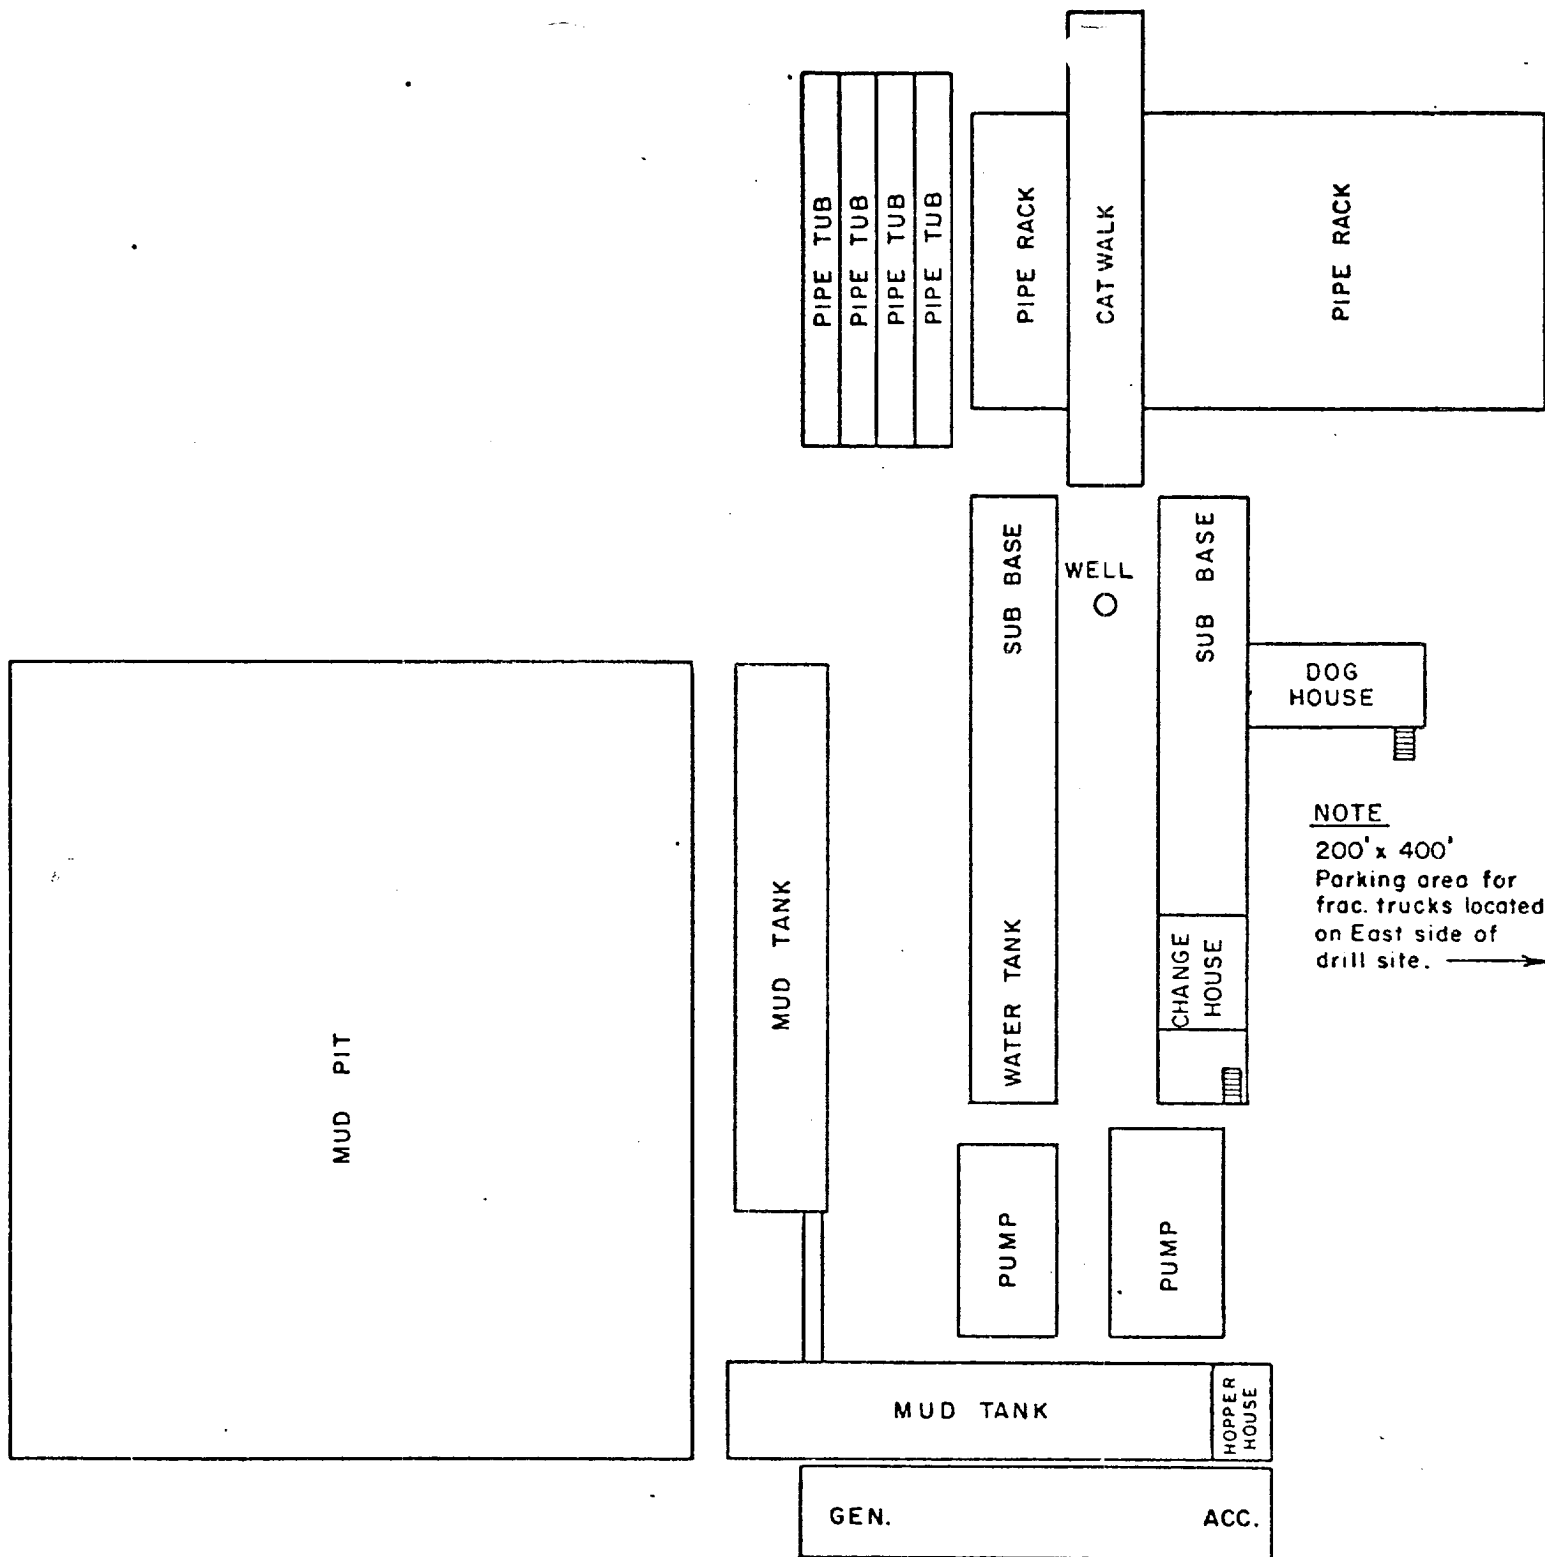 PIPE TUB
PIPE TUB
PIPE TUB
PIPE TUB
PIPE RACK
CATWALK
PIPE RACK
SUB BASE
WELL
SUB BASE
DOG
HOUSE
NOTE
200' x 400'
Parking area for
frac. trucks located
on East side of
drill site.
MUD PIT
MUD TANK
WATER TANK
CHANGE
HOUSE
PUMP
PUMP
MUD TANK
HOPPER
HOUSE
GEN.
ACC.